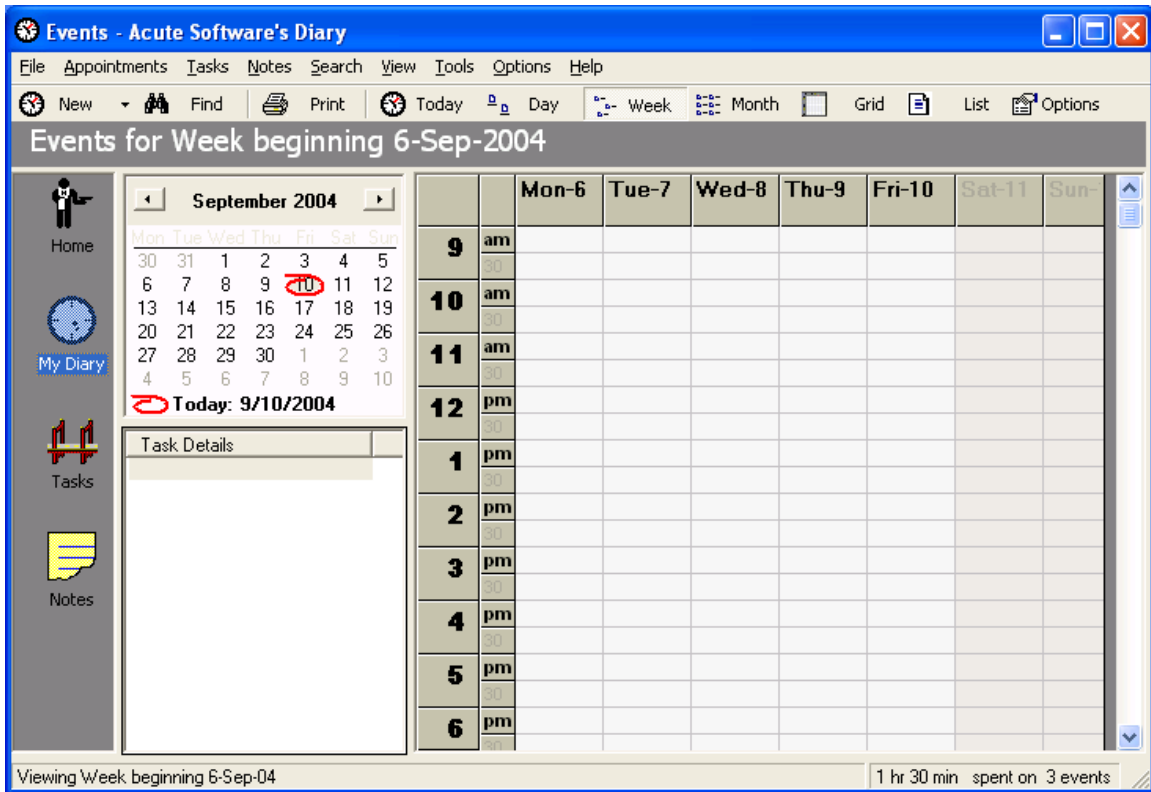 Events - Acute Software's Diary
File Appointments Tasks Notes Search View Tools Options Help
New Find Print Today Day Week Month Grid List Options
Events for Week beginning 6-Sep-2004
Home
My Diary
Tasks
Notes
September 2004
Mon Tue Wed Thu Fri Sat Sun
30 31 1 2 3 4 5
6 7 8 9 10 11 12
13 14 15 16 17 18 19
20 21 22 23 24 25 26
27 28 29 30 1 2 3
4 5 6 7 8 9 10
Today: 9/10/2004
Task Details
Mon-6 Tue-7 Wed-8 Thu-9 Fri-10 Sat-11 Sun-
9 am
30
10 am
30
11 am
30
12 pm
30
1 pm
30
2 pm
30
3 pm
30
4 pm
30
5 pm
30
6 pm
30
Viewing Week beginning 6-Sep-04
1 hr 30 min spent on 3 events